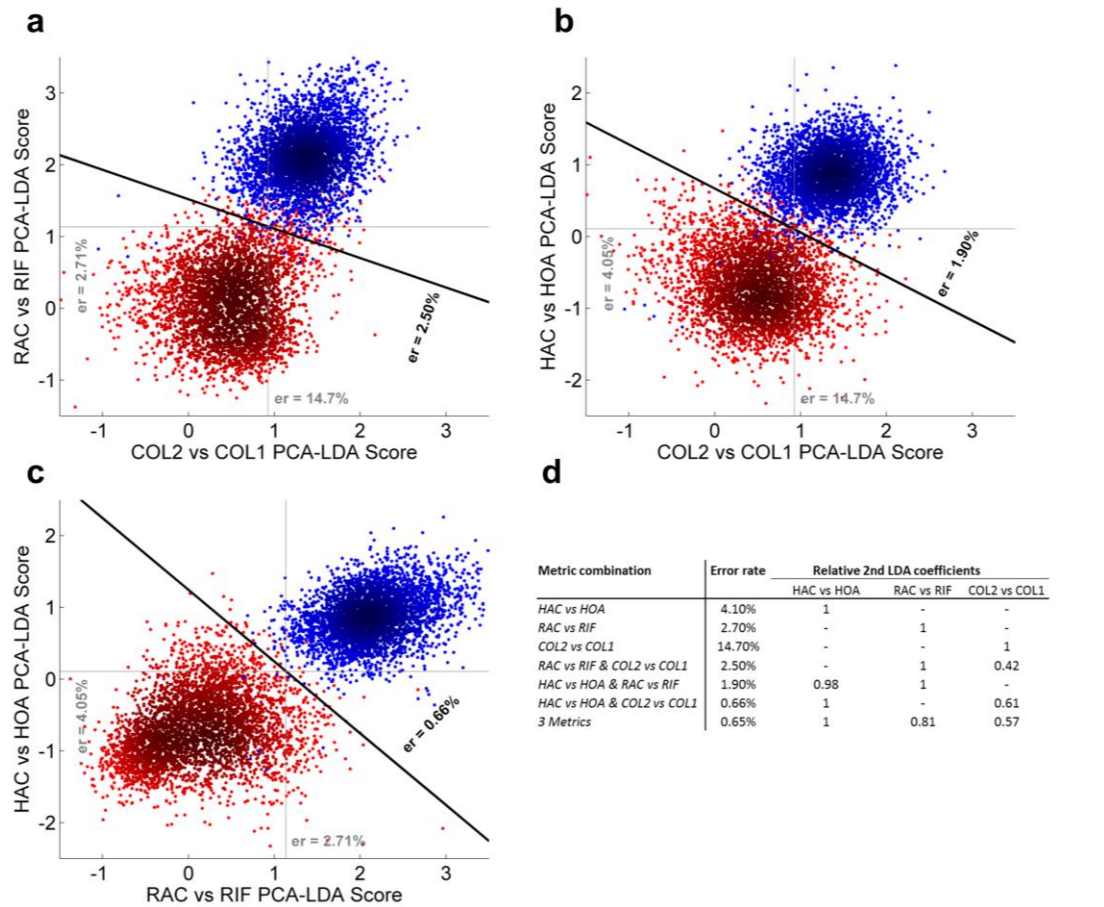 a
RAC vs RIF PCA-LDA Score
3
2
1
0
-1
er = 2.71%
er = 2.50%
er = 14.7%
-1 0 1 2 3
COL2 vs COL1 PCA-LDA Score
b
HAC vs HOA PCA-LDA Score
2
1
0
-1
-2
er = 4.05%
er = 1.90%
er = 14.7%
-1 0 1 2 3
COL2 vs COL1 PCA-LDA Score
c
HAC vs HOA PCA-LDA Score
2
1
0
-1
-2
er = 4.05%
er = 0.66%
er = 2.71%
-1 0 1 2 3
RAC vs RIF PCA-LDA Score
d
Metric combination Error rate Relative 2nd LDA coefficients
HAC vs HOA RAC vs RIF COL2 vs COL1
HAC vs HOA 4.10% 1 - -
RAC vs RIF 2.70% - 1 -
COL2 vs COL1 14.70% - - 1
RAC vs RIF & COL2 vs COL1 2.50% - 1 0.42
HAC vs HOA & RAC vs RIF 1.90% 0.98 1 -
HAC vs HOA & COL2 vs COL1 0.66% 1 - 0.61
3 Metrics 0.65% 1 0.81 0.57